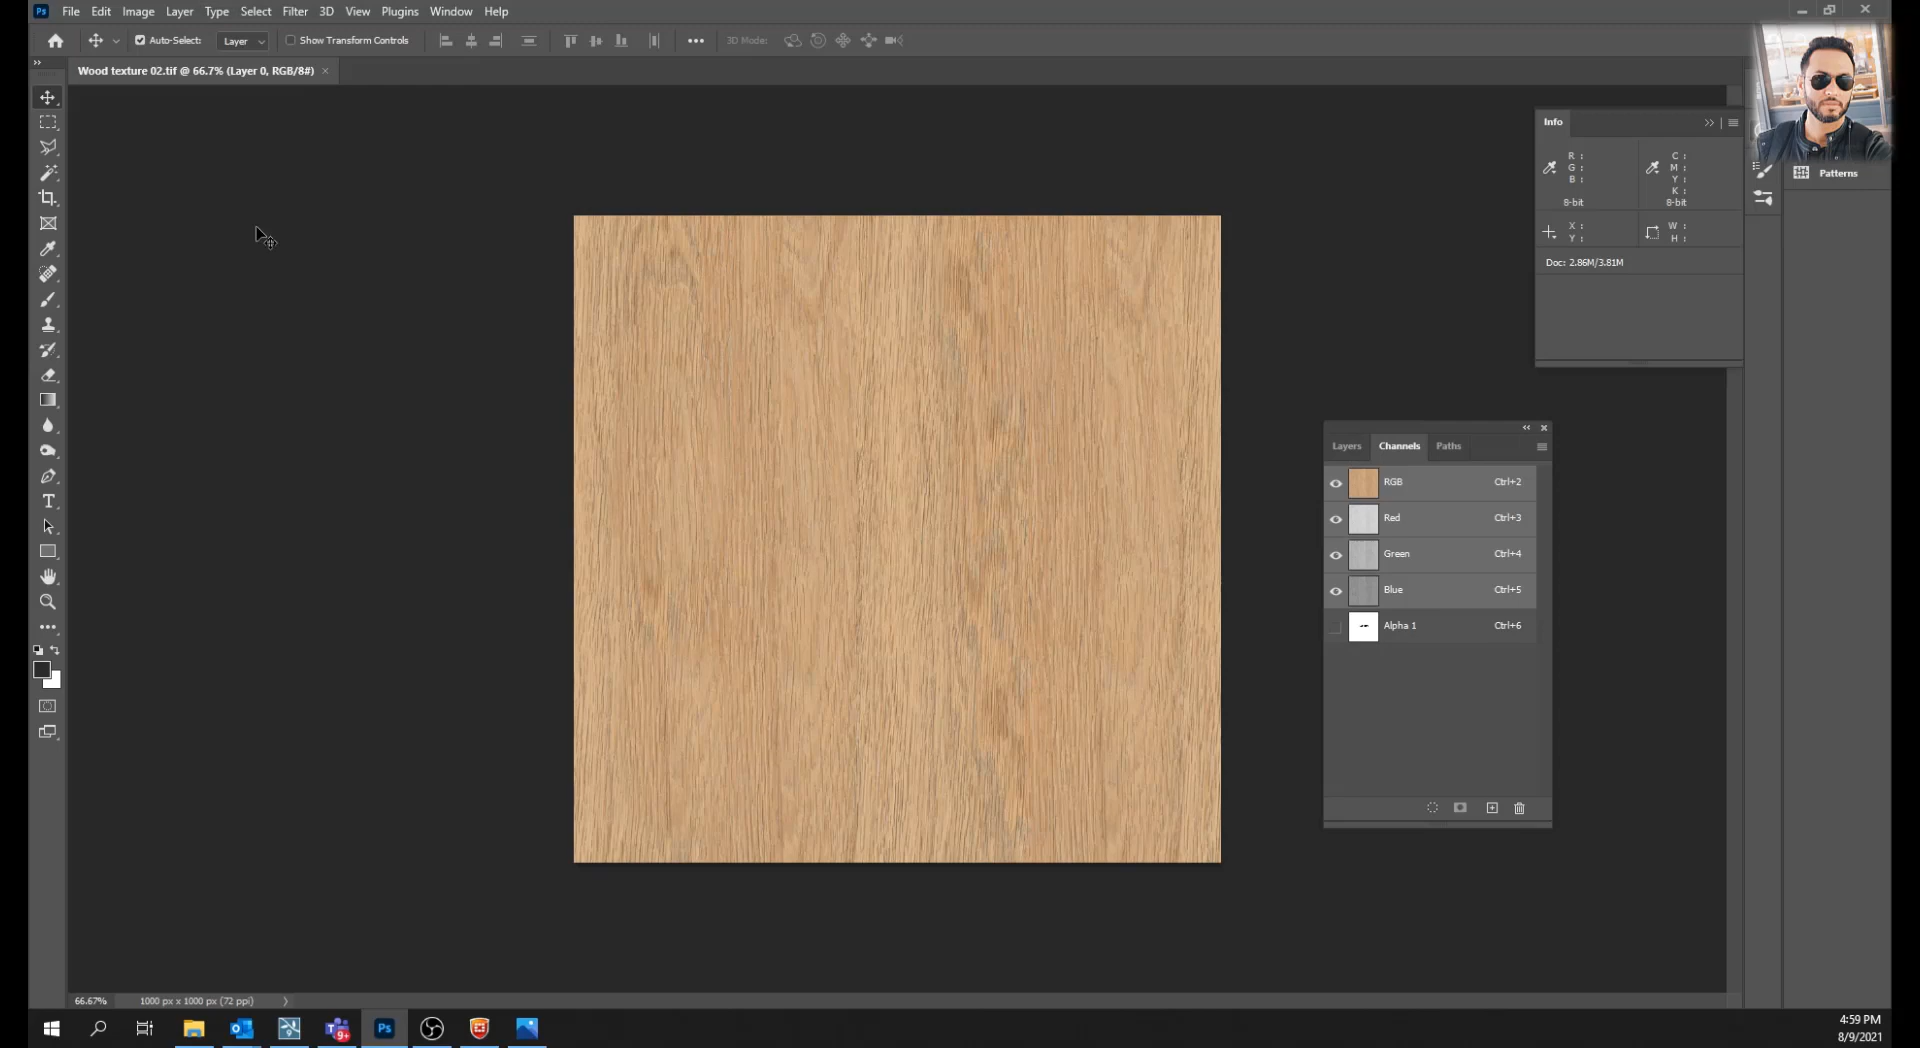 Ps File Edit Image Layer Type Select Filter 3D View Plugins Window Help
Auto-Select: Layer Show Transform Controls 3D Mode:
Wood texture 02.tif @ 66.7% (Layer 0, RGB/8#) ×
Info
R :
G :
B :
8-bit
C :
M :
Y :
K :
8-bit
X :
Y :
W :
H :
Doc: 2.86M/3.81M
Patterns
Layers Channels Paths
RGB Ctrl+2
Red Ctrl+3
Green Ctrl+4
Blue Ctrl+5
Alpha 1 Ctrl+6
66.67% 1000 px x 1000 px (72 ppi)
9+
Ps
4:59 PM
8/9/2021